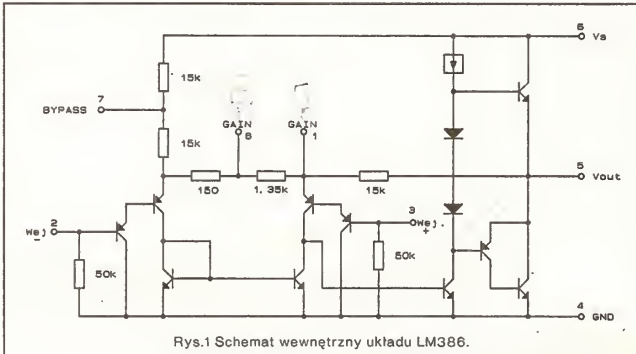 6
Vs
15k
7
BYPASS
15k
GAIN
8
GAIN
1
5
Vout
150
1.35k
15k
Wej 2
-
3
Wej
+
50k
50k
4
GND
Rys.1 Schemat wewnętrzny układu LM386.